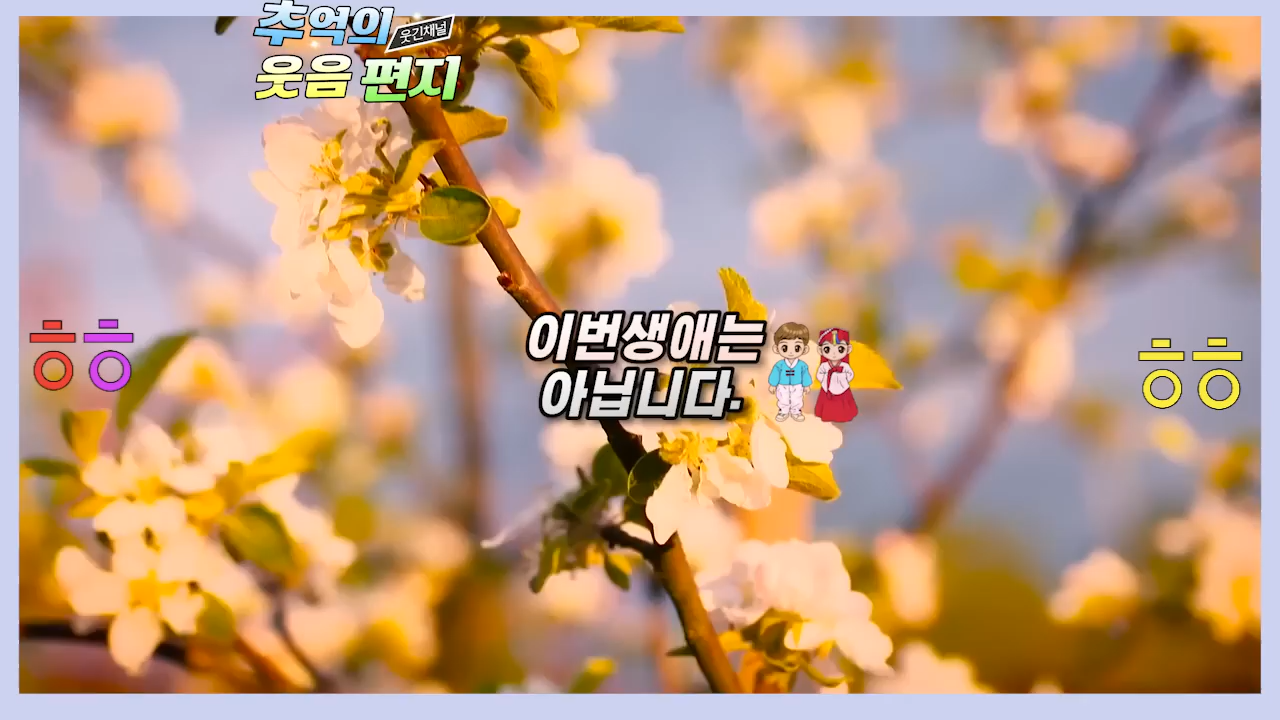 추억의 웃긴채널
웃음 편지
이번생애는
아닙니다.
ㅎㅎ
ㅎㅎ